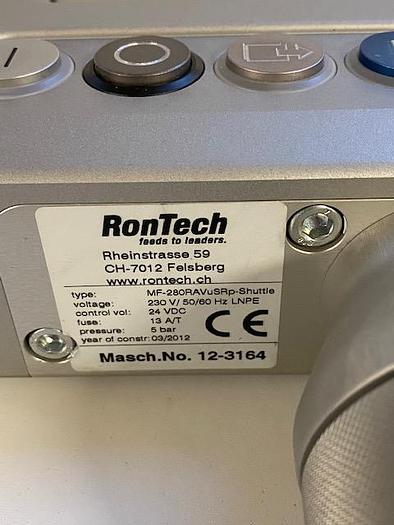 RonTech
feeds to leaders.
Rheinstrasse 59
CH-7012 Felsberg
www.rontech.ch
type: MF-280RAVuSRp-Shuttle
voltage: 230 V/ 50/60 Hz LNPE
control vol: 24 VDC
fuse: 13 A/T
pressure: 5 bar
year of constr: 03/2012
CE
Masch.No. 12-3164